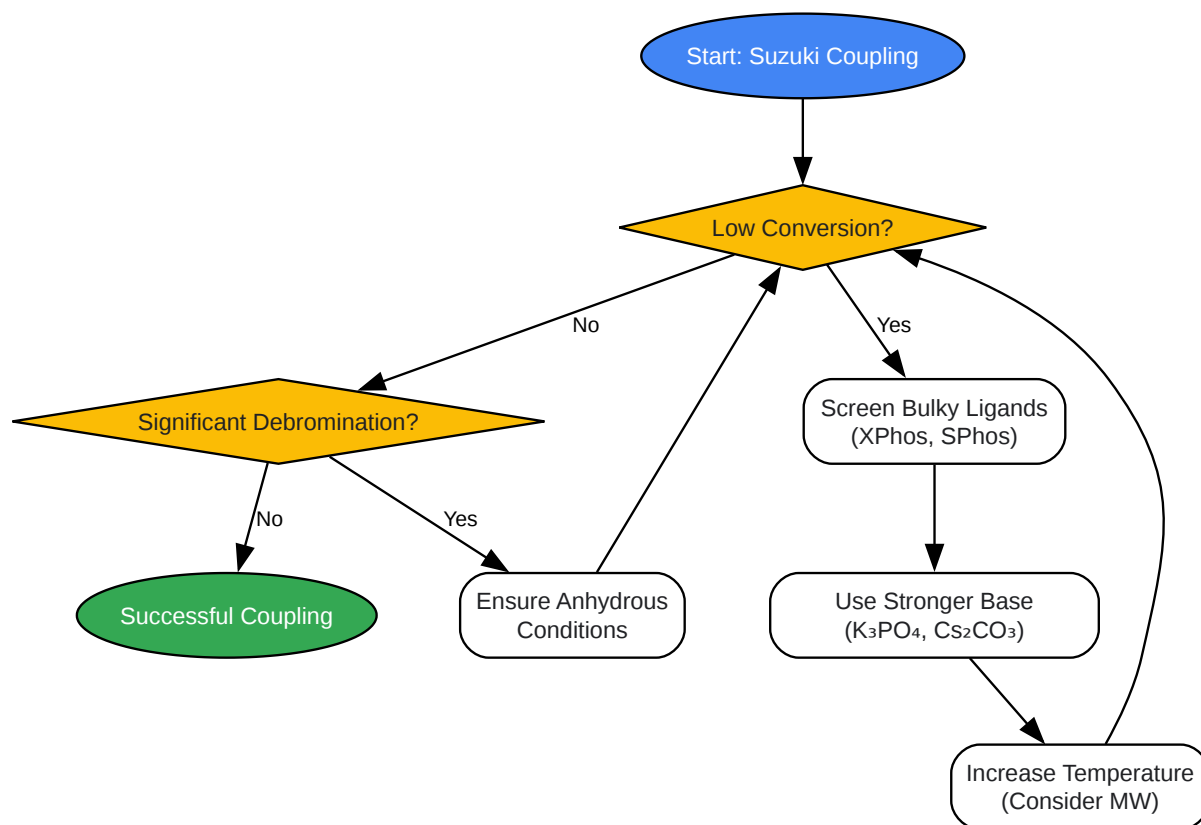 Start: Suzuki Coupling
Low Conversion?
No
Yes
Significant Debromination?
Screen Bulky Ligands
(XPhos, SPhos)
No
Yes
Successful Coupling
Ensure Anhydrous
Conditions
Use Stronger Base
(K₃PO₄, Cs₂CO₃)
Increase Temperature
(Consider MW)